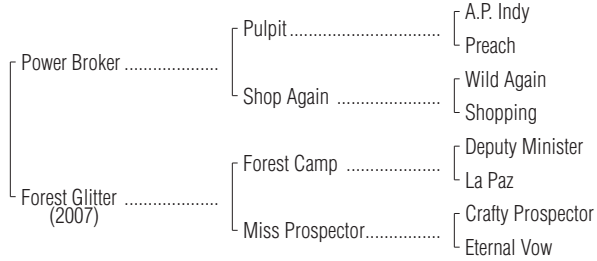 A.P. Indy
Pulpit........................................
Preach
Power Broker ....................
Wild Again
Shop Again ......................
Shopping
Deputy Minister
Forest Camp ....................
La Paz
Forest Glitter ....................
(2007)
Crafty Prospector
Miss Prospector................
Eternal Vow